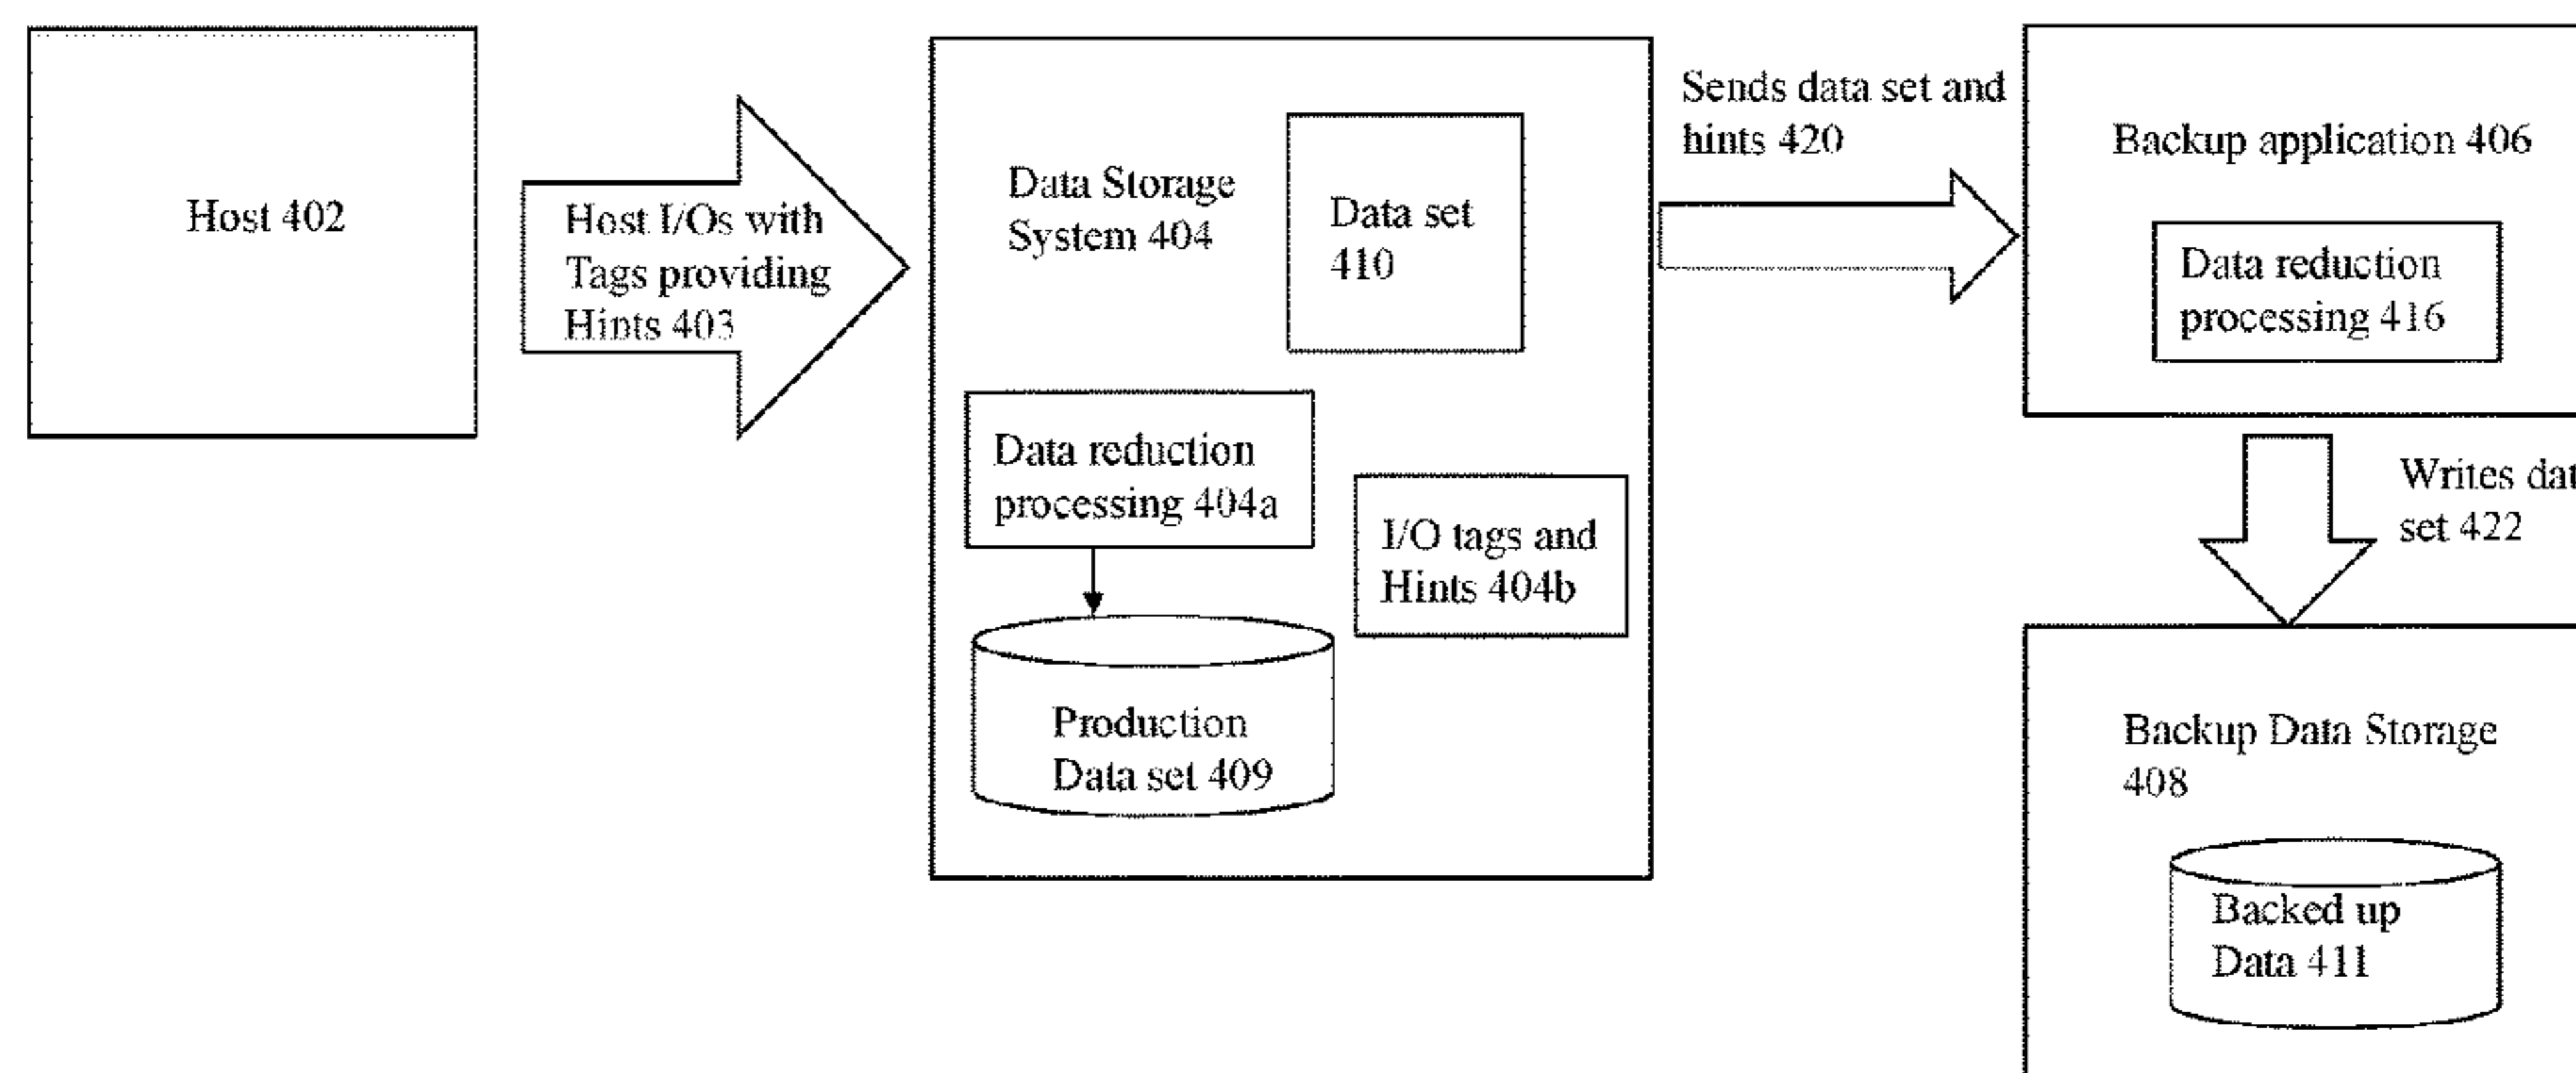 Host 402
Host I/Os with
Tags providing
Hints 403
Data Storage
System 404
Data set
410
Data reduction
processing 404a
I/O tags and
Hints 404b
Production
Data set 409
Sends data set and
hints 420
Backup application 406
Data reduction
processing 416
Writes dat
set 422
Backup Data Storage
408
Backed up
Data 411